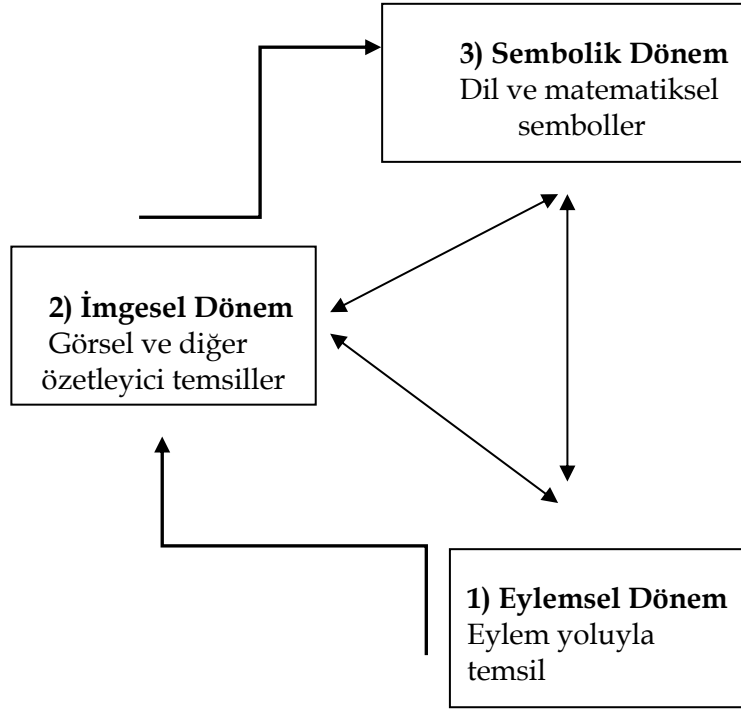 3) Sembolik Dönem
Dil ve matematiksel
semboller
2) İmgesel Dönem
Görsel ve diğer
özetleyici temsiller
1) Eylemsel Dönem
Eylem yoluyla
temsil